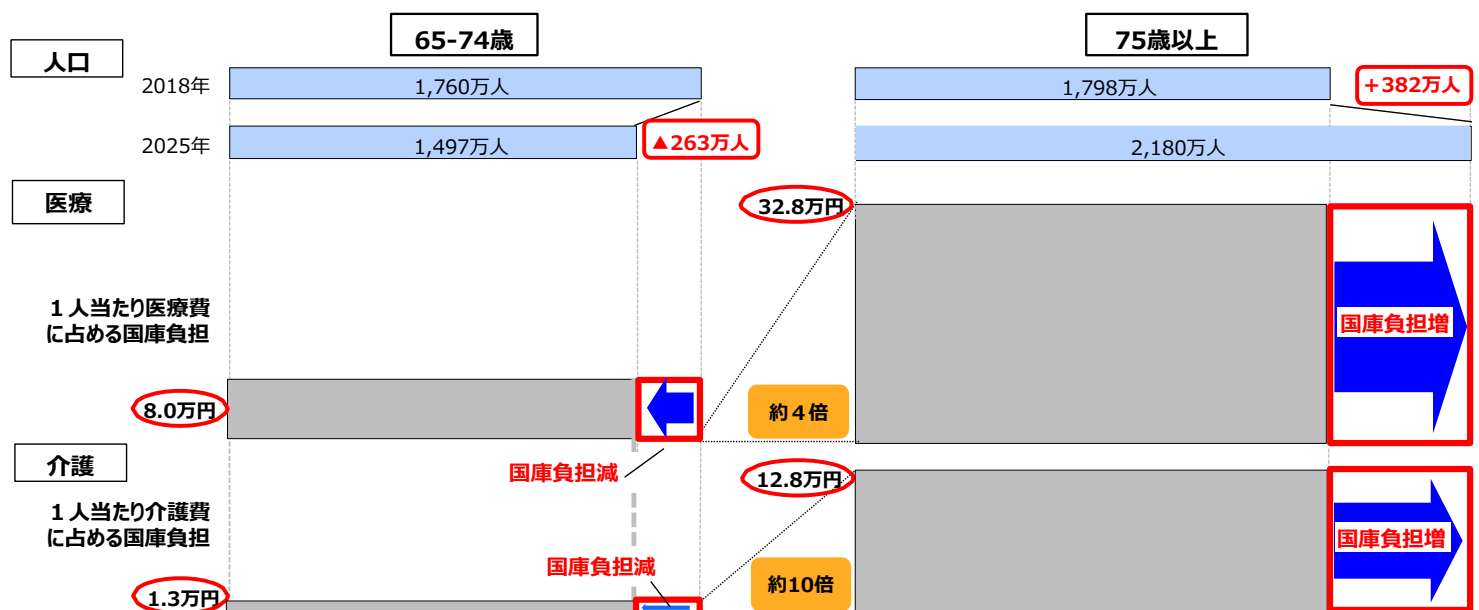 65-74歳
75歳以上
人口
2018年
1,760万人
1,798万人
+382万人
2025年
1,497万人
▲263万人
2,180万人
医療
32.8万円
1人当たり医療費
に占める国庫負担
国庫負担増
8.0万円
約4倍
国庫負担減
介護
12.8万円
1人当たり介護費
に占める国庫負担
国庫負担増
国庫負担減
約10倍
1.3万円